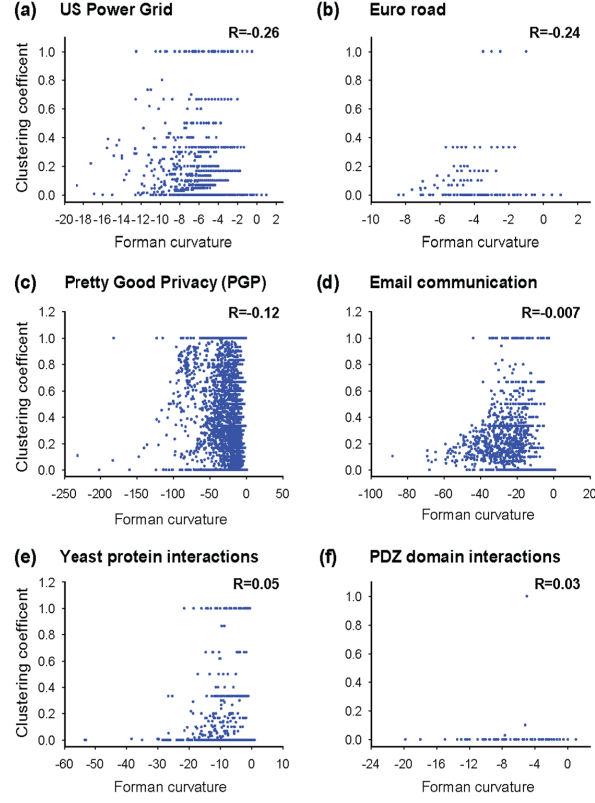 (a) US Power Grid
R=-0.26
Clustering coefficent
1.0
0.8
0.6
0.4
0.2
0.0
-20 -18 -16 -14 -12 -10 -8 -6 -4 -2 0 2
Forman curvature
(b) Euro road
R=-0.24
1.0
0.8
0.6
0.4
0.2
0.0
-10 -8 -6 -4 -2 0 2
Forman curvature
(c) Pretty Good Privacy (PGP)
R=-0.12
Clustering coefficent
1.2
1.0
0.8
0.6
0.4
0.2
0.0
-250 -200 -150 -100 -50 0 50
Forman curvature
(d) Email communication
R=-0.007
1.2
1.0
0.8
0.6
0.4
0.2
0.0
-100 -80 -60 -40 -20 0 20
Forman curvature
(e) Yeast protein interactions
R=0.05
Clustering coefficent
1.2
1.0
0.8
0.6
0.4
0.2
0.0
-60 -50 -40 -30 -20 -10 0 10
Forman curvature
(f) PDZ domain interactions
R=0.03
1.0
0.8
0.6
0.4
0.2
0.0
-24 -20 -16 -12 -8 -4 0
Forman curvature